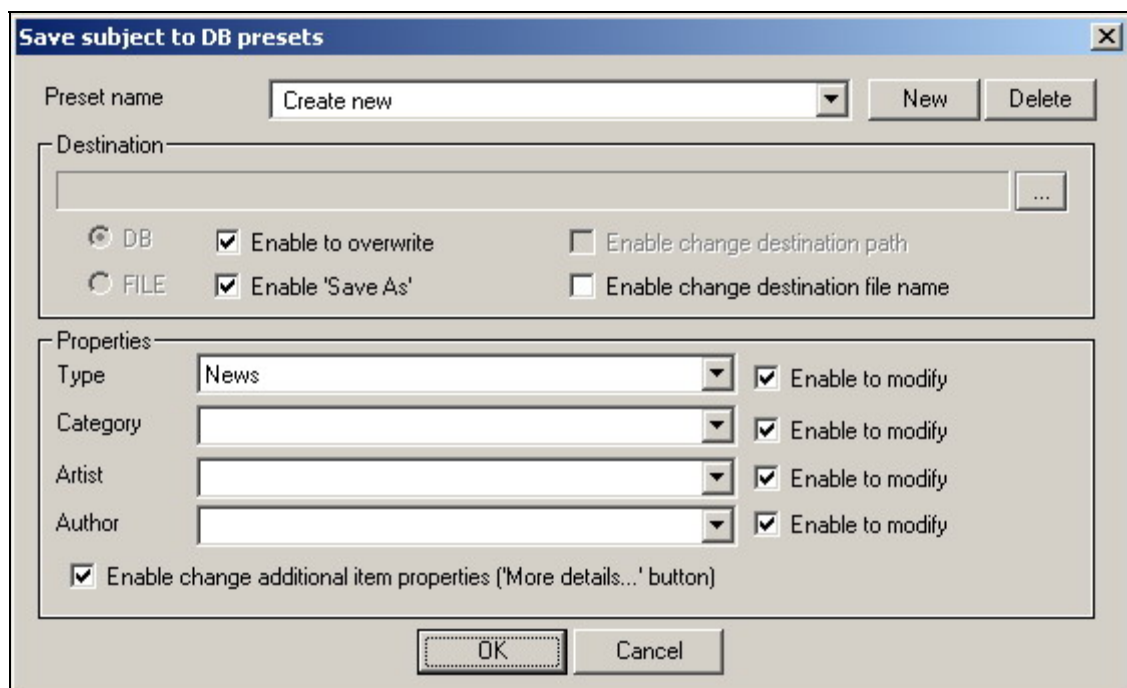 Save subject to DB presets
Preset name Create new New Delete
Destination
...
DB Enable to overwrite Enable change destination path
FILE Enable 'Save As' Enable change destination file name
Properties
Type News Enable to modify
Category Enable to modify
Artist Enable to modify
Author Enable to modify
Enable change additional item properties ('More details...' button)
OK Cancel